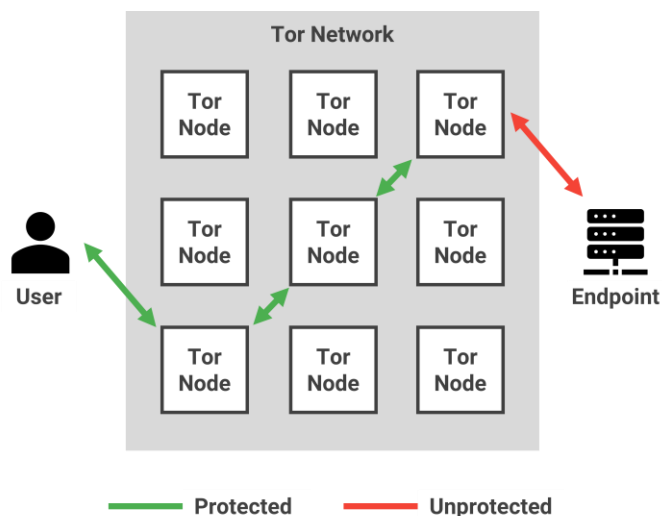 Tor Network
Tor
Node
Tor
Node
Tor
Node
Tor
Node
Tor
Node
Tor
Node
User
Endpoint
Tor
Node
Tor
Node
Tor
Node
Protected
Unprotected